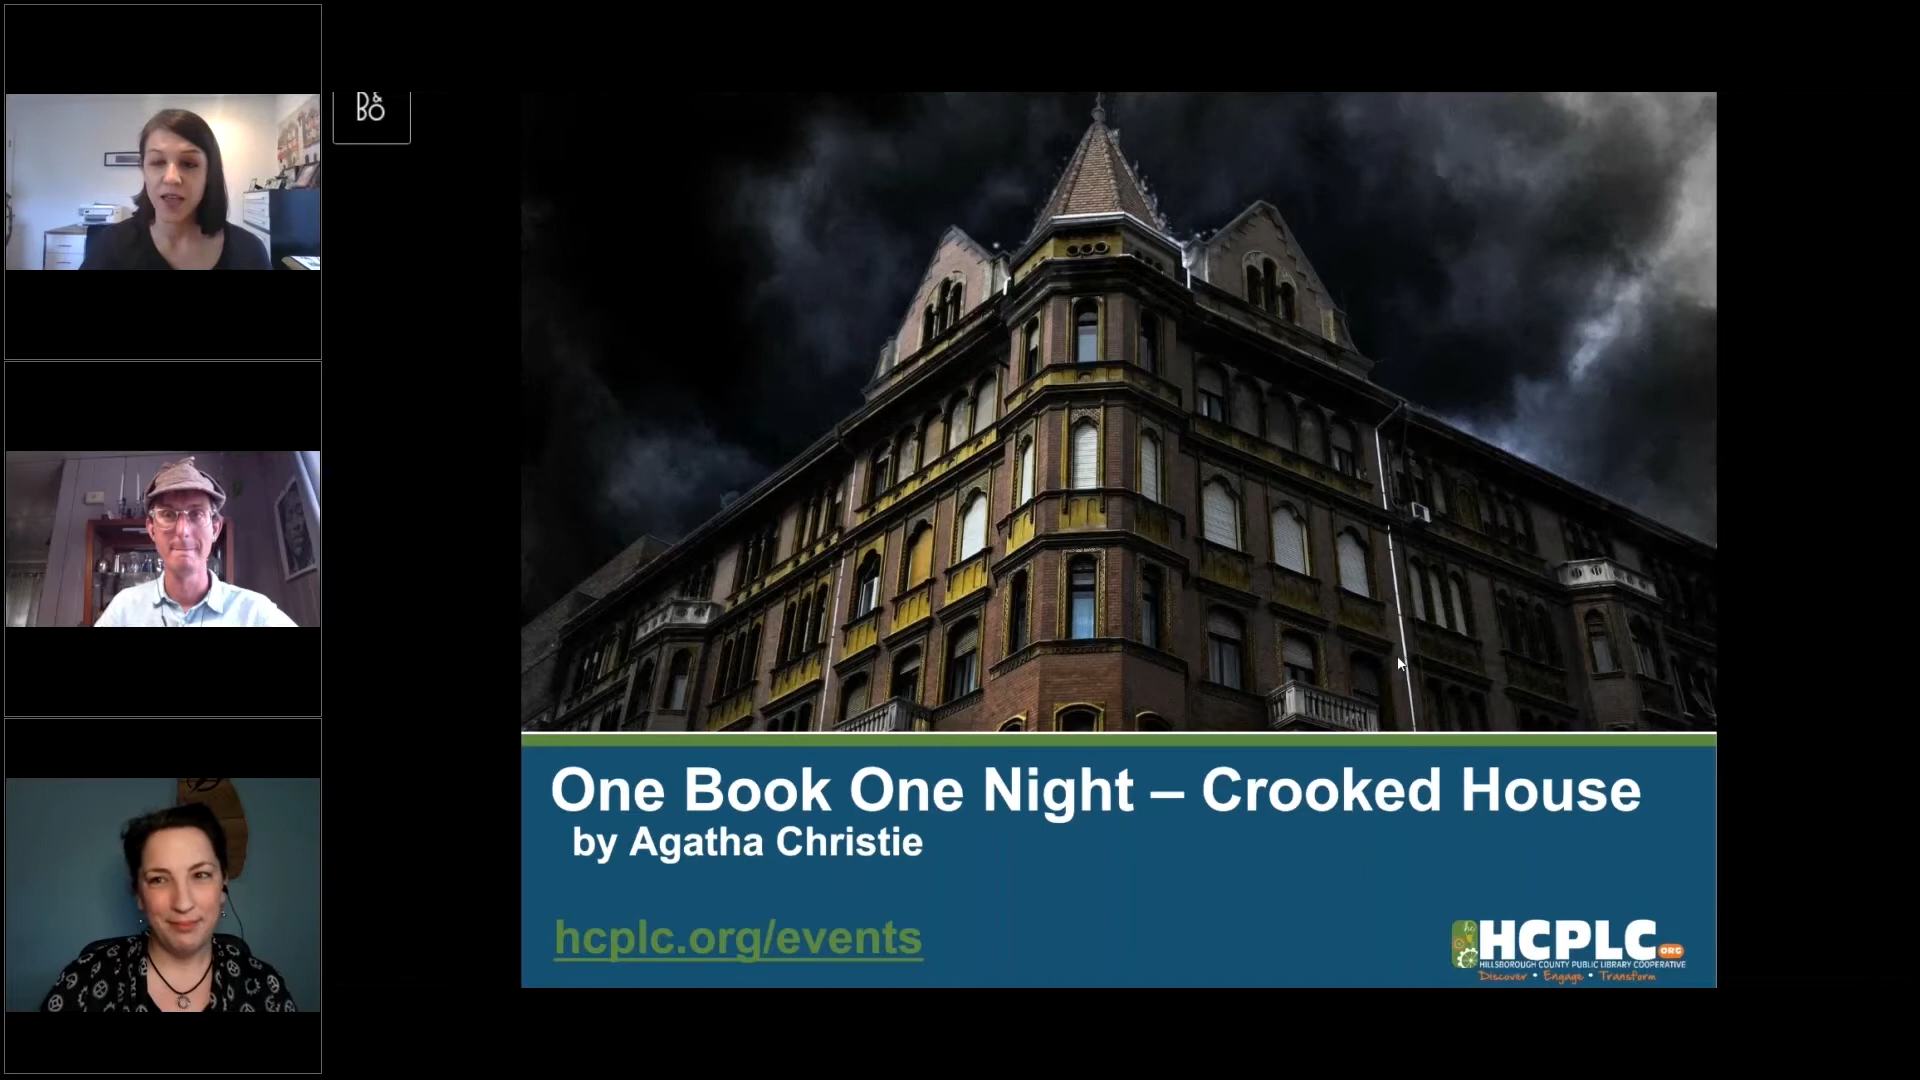 B&O
One Book One Night – Crooked House
by Agatha Christie
hcplc.org/events
HCPLC.ORG
HILLSBOROUGH COUNTY PUBLIC LIBRARY COOPERATIVE
Discover • Engage • Transform